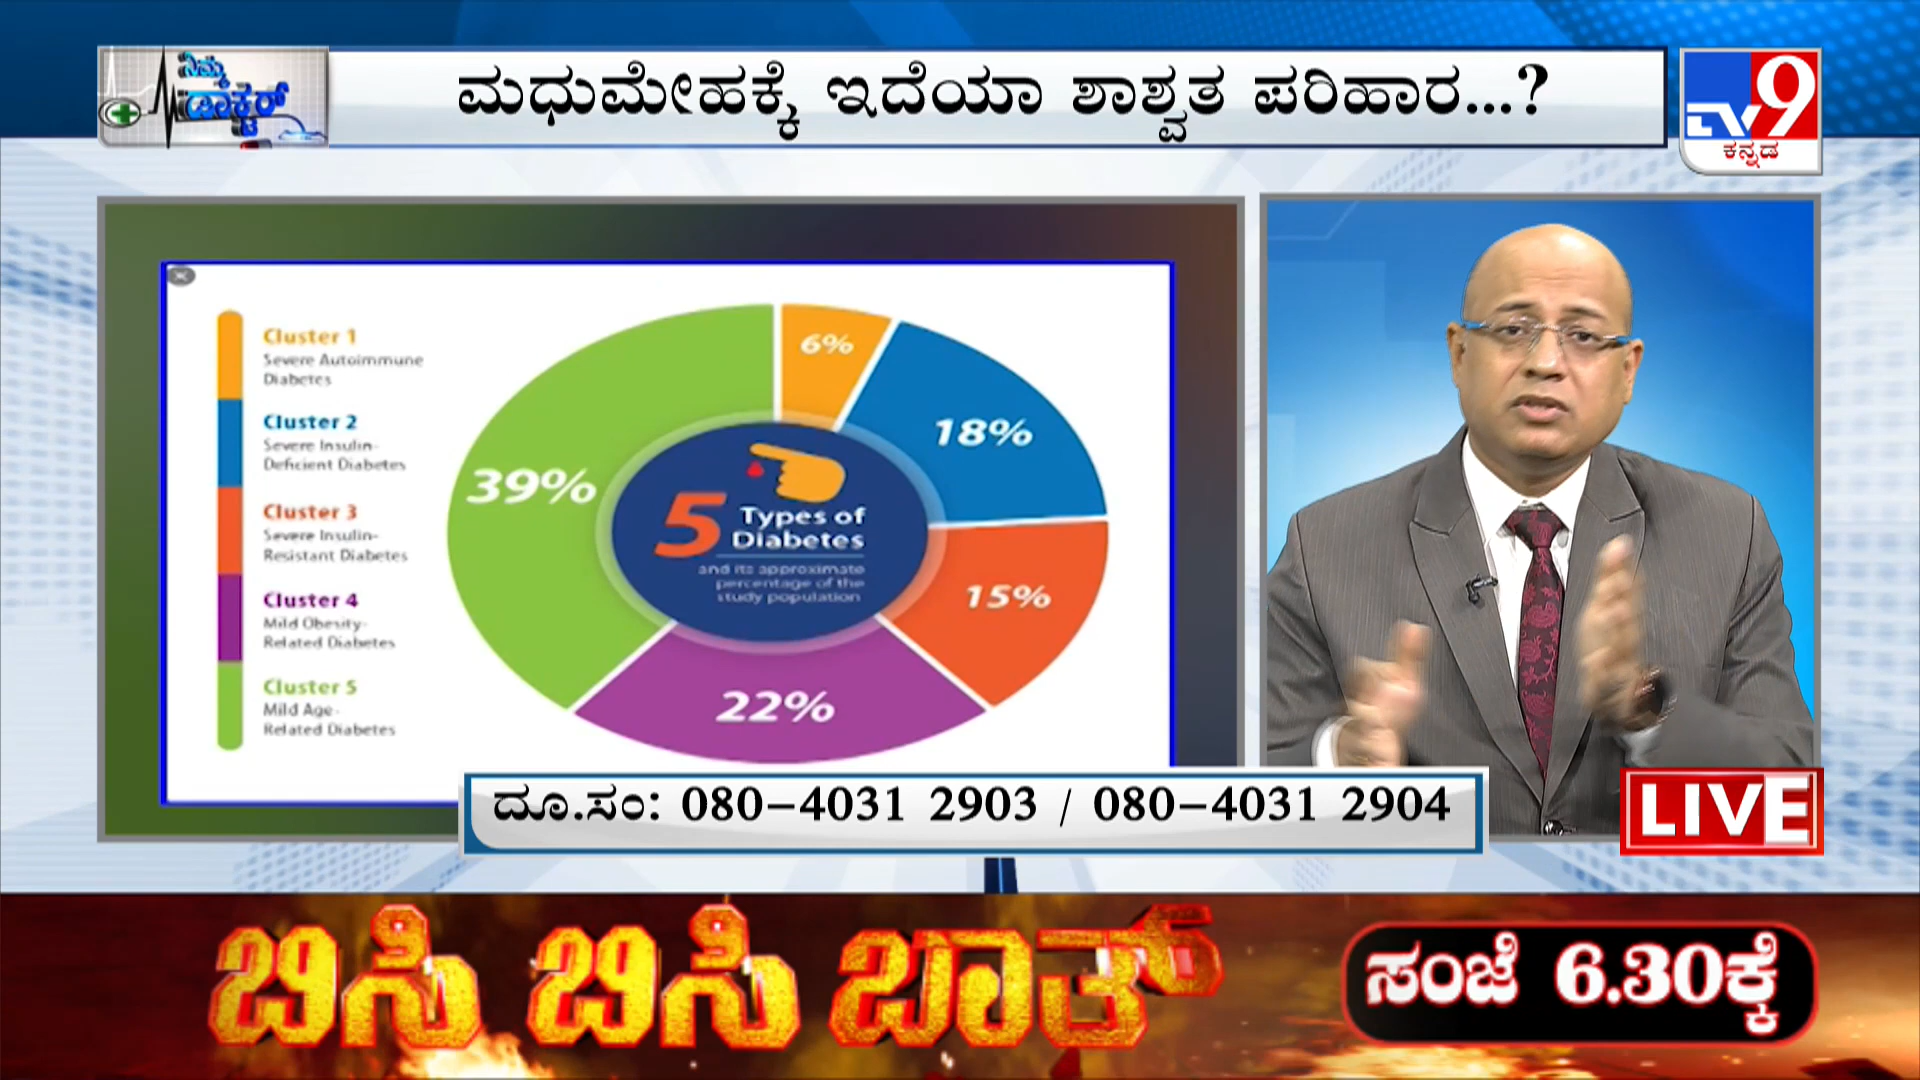 ನಿಮ್ಮ
ಡಾಕ್ಟರ್
ಮಧುಮೇಹಕ್ಕೆ ಇದೆಯಾ ಶಾಶ್ವತ ಪರಿಹಾರ...?
TV9
ಕನ್ನಡ
Cluster 1
Severe Autoimmune
Diabetes
Cluster 2
Severe Insulin-
Deficient Diabetes
Cluster 3
Severe Insulin-
Resistant Diabetes
Cluster 4
Mild Obesity-
Related Diabetes
Cluster 5
Mild Age-
Related Diabetes
6%
18%
39%
15%
22%
5 Types of
Diabetes
and its approximate
percentage of the
study population
ದೂ.ಸಂ: 080-4031 2903 / 080-4031 2904
LIVE
ಬಿಸಿ ಬಿಸಿ ಬಾತ್
ಸಂಜೆ 6.30ಕ್ಕೆ